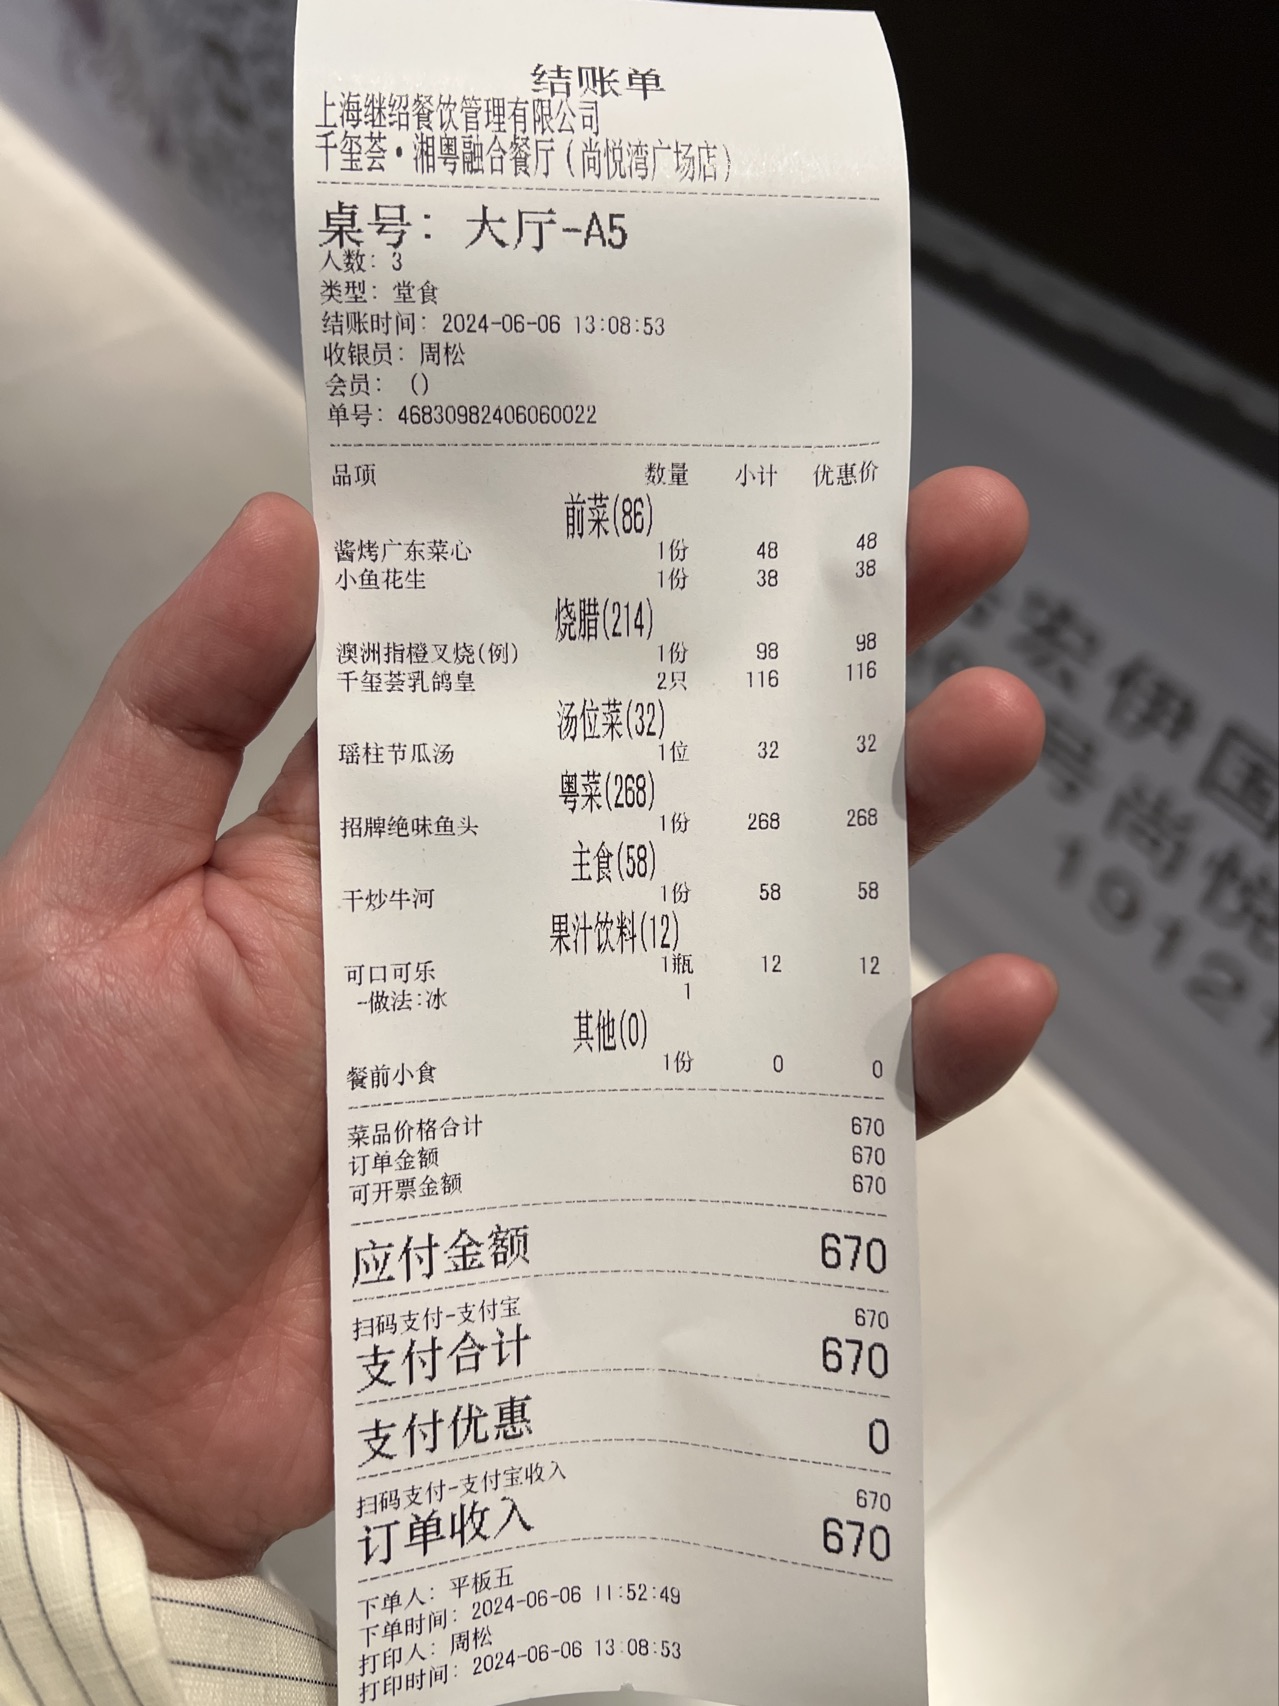 结账单
上海继绍餐饮管理有限公司
千玺荟·湘粤融合餐厅(尚悦湾广场店)
桌号: 大厅-A5
人数: 3
类型: 堂食
结账时间: 2024-06-06 13:08:53
收银员: 周松
会员: ()
单号: 46830982406060022
品项 数量 小计 优惠价
前菜(86)
酱烤广东菜心 1份 48 48
小鱼花生 1份 38 38
烧腊(214)
澳洲指橙叉烧(例) 1份 98 98
千玺荟乳鸽皇 2只 116 116
汤位菜(32)
瑶柱节瓜汤 1位 32 32
粤菜(268)
招牌绝味鱼头 1份 268 268
主食(58)
干炒牛河 1份 58 58
果汁饮料(12)
可口可乐 1瓶 12 12
-做法:冰 1
其他(0)
餐前小食 1份 0 0
菜品价格合计 670
订单金额 670
可开票金额 670
应付金额 670
扫码支付-支付宝 670
支付合计 670
支付优惠 0
扫码支付-支付宝收入 670
订单收入 670
下单人: 平板五
下单时间: 2024-06-06 11:52:49
打印人: 周松
打印时间: 2024-06-06 13:08:53
宏伊国
号尚悦
1912